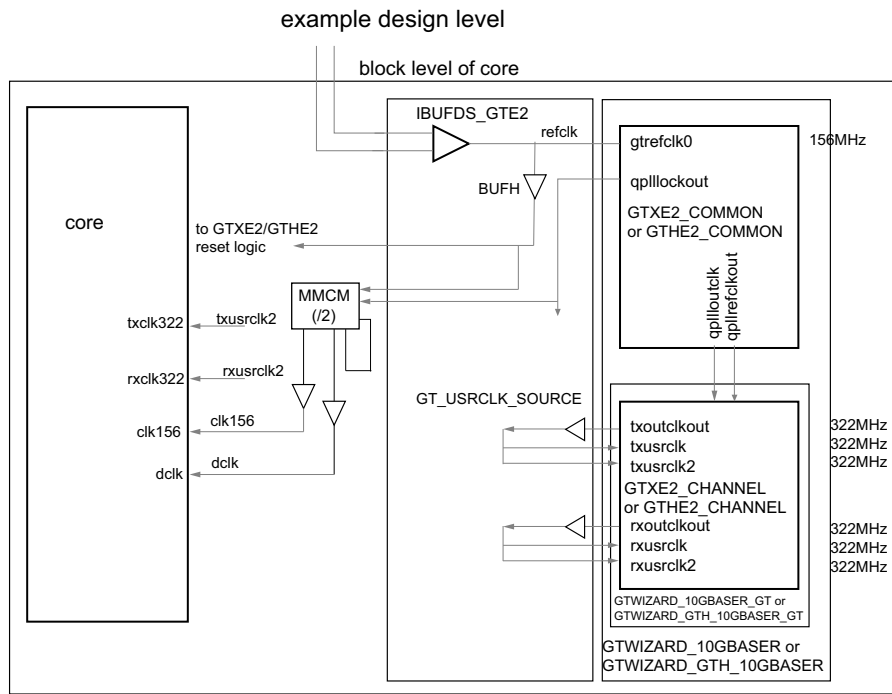 example design level
block level of core
IBUFDS_GTE2
refclk
gtrefclk0
156MHz
BUFH
qplllockout
GTXE2_COMMON
or GTHE2_COMMON
core
to GTXE2/GTHE2
reset logic
qplloutclk
qpllrefclkout
MMCM
(/2)
txclk322
txusrclk2
rxclk322
rxusrclk2
clk156
clk156
dclk
dclk
GT_USRCLK_SOURCE
txoutclkout
322MHz
txusrclk
322MHz
txusrclk2
322MHz
GTXE2_CHANNEL
or GTHE2_CHANNEL
rxoutclkout
322MHz
rxusrclk
322MHz
rxusrclk2
322MHz
GTWIZARD_10GBASER_GT or
GTWIZARD_GTH_10GBASER_GT
GTWIZARD_10GBASER or
GTWIZARD_GTH_10GBASER